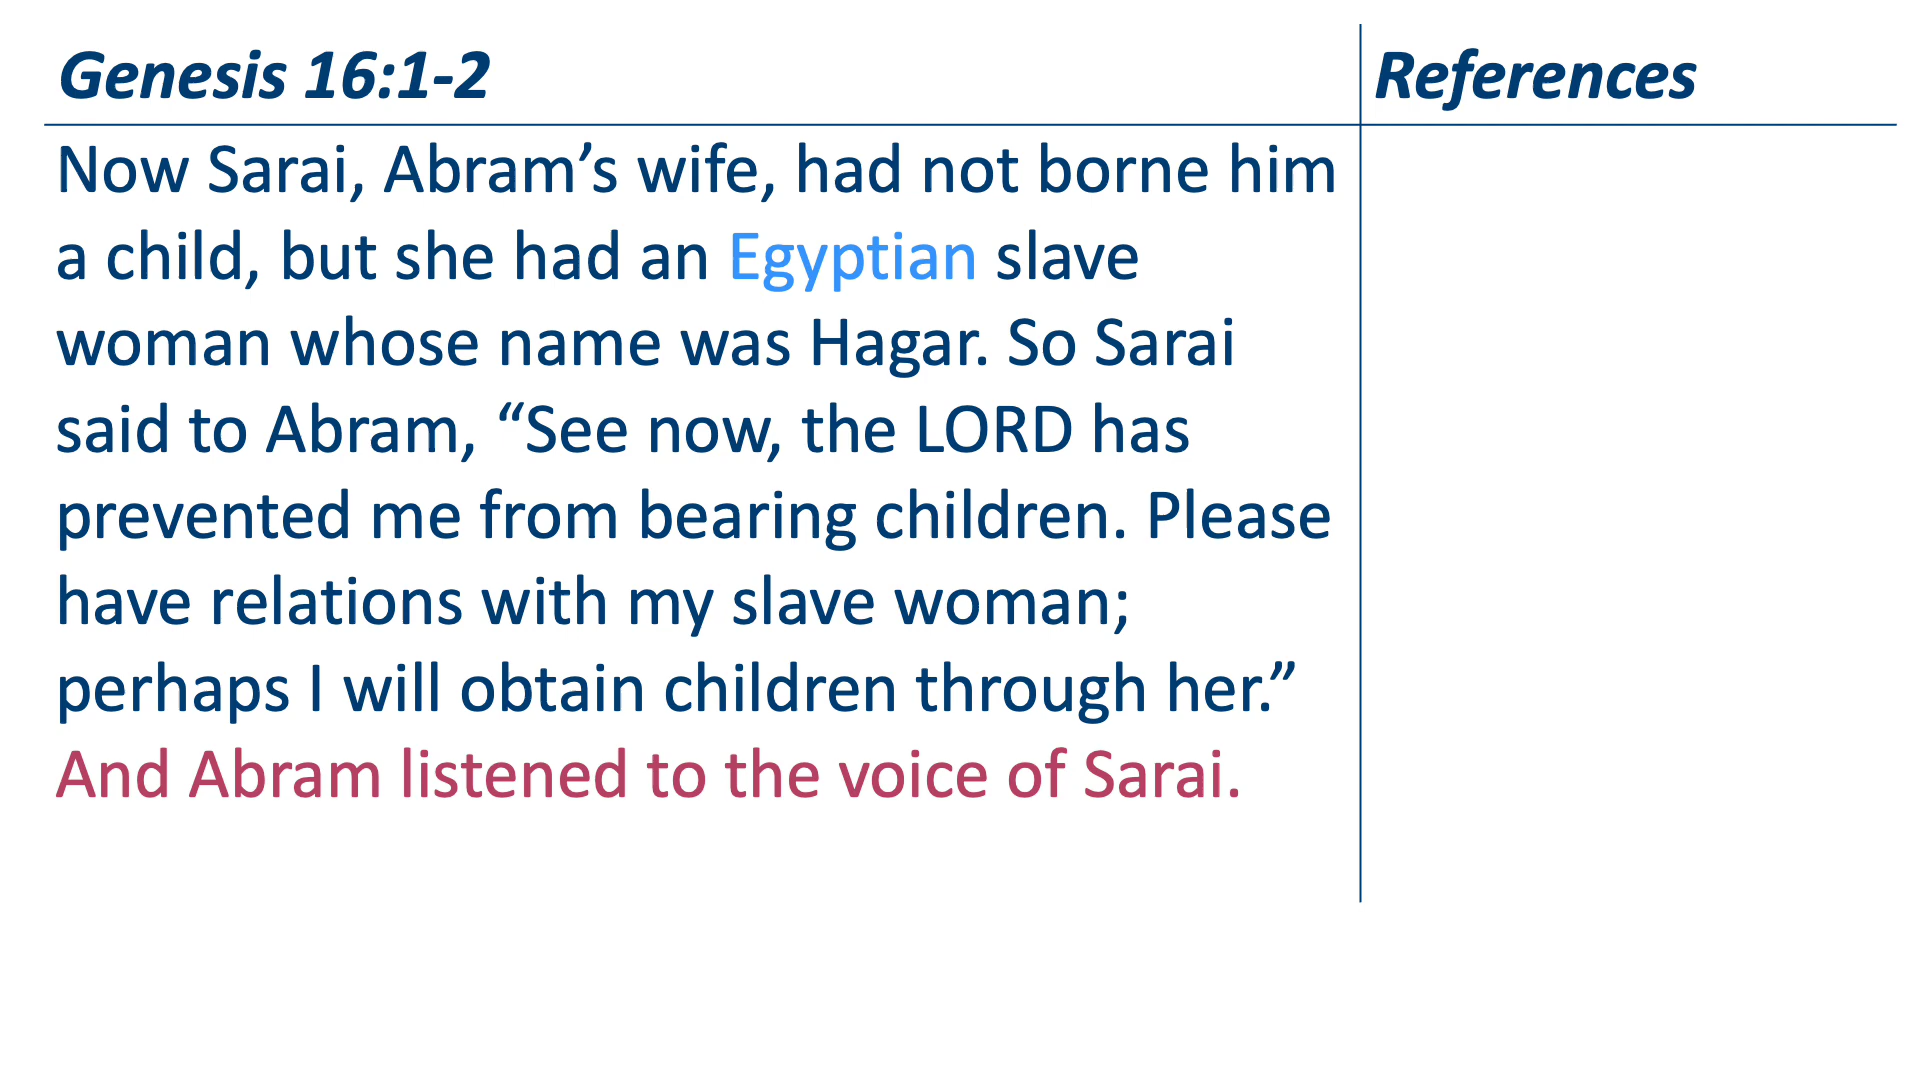 Genesis 16:1-2
References
Now Sarai, Abram’s wife, had not borne him
a child, but she had an Egyptian slave
woman whose name was Hagar. So Sarai
said to Abram, “See now, the LORD has
prevented me from bearing children. Please
have relations with my slave woman;
perhaps I will obtain children through her.”
And Abram listened to the voice of Sarai.